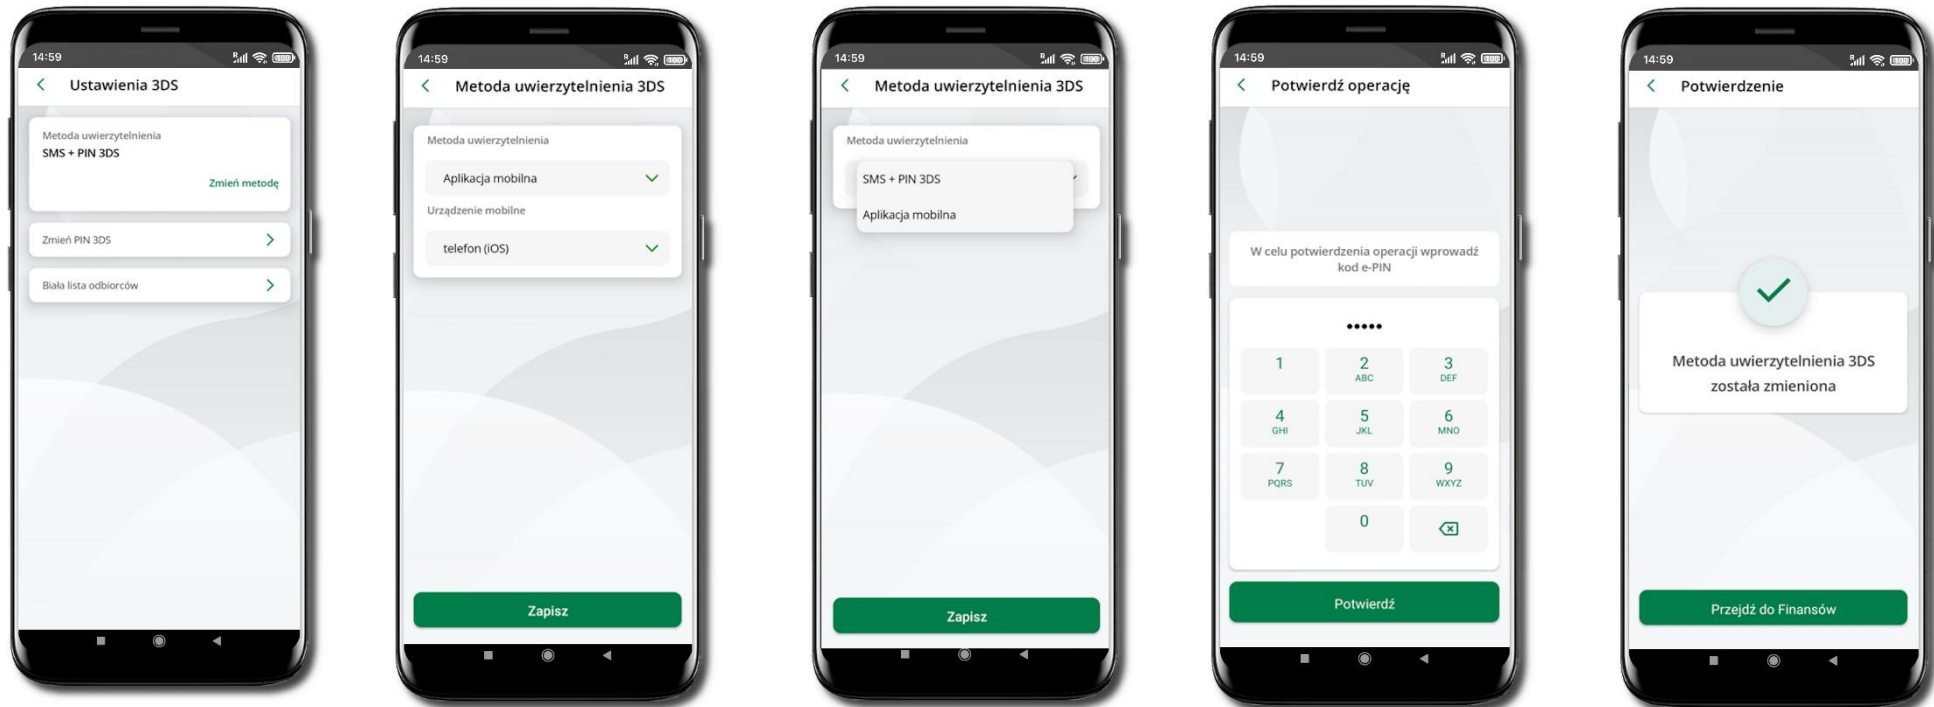 14:59
Ustawienia 3DS
Metoda uwierzytelnienia
SMS + PIN 3DS
Zmień metodę
Zmień PIN 3DS
Biała lista odbiorców
14:59
Metoda uwierzytelnienia 3DS
Metoda uwierzytelnienia
Aplikacja mobilna
Urządzenie mobilne
telefon (iOS)
Zapisz
14:59
Metoda uwierzytelnienia 3DS
Metoda uwierzytelnienia
SMS + PIN 3DS
Aplikacja mobilna
Zapisz
14:59
Potwierdź operację
W celu potwierdzenia operacji wprowadź
kod e-PIN
•••••
1 2 3
ABC DEF
4 5 6
GHI JKL MNO
7 8 9
PQRS TUV WXYZ
0
Potwierdź
14:59
Potwierdzenie
Metoda uwierzytelnienia 3DS
została zmieniona
Przejdź do Finansów